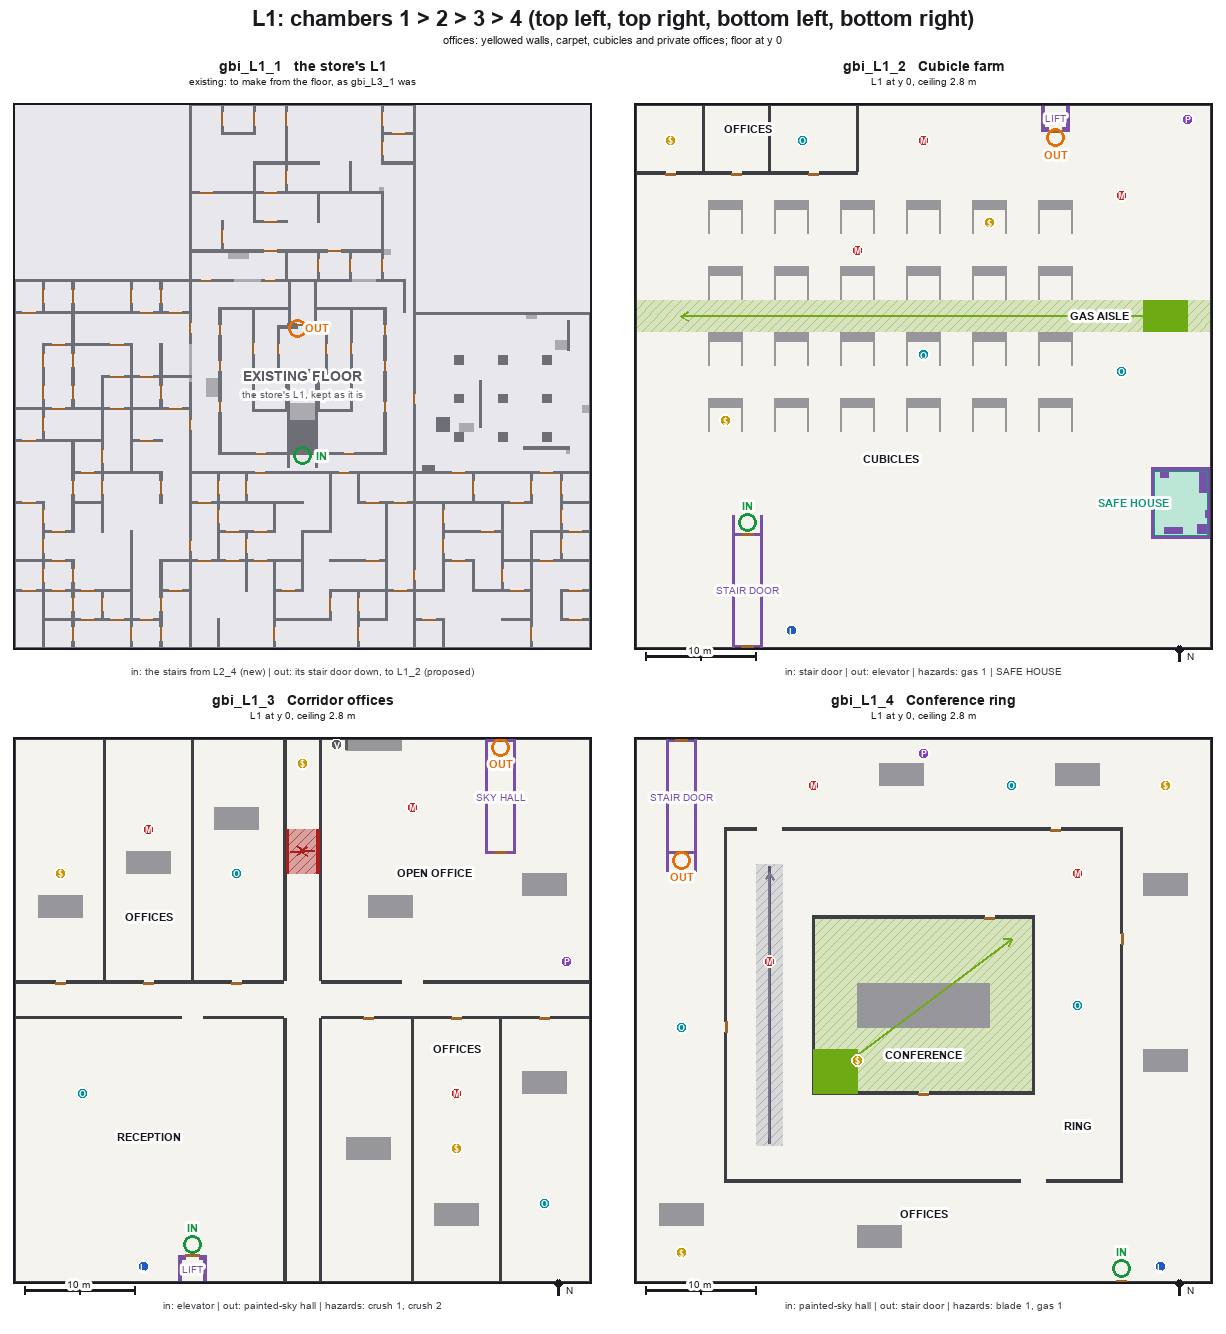 L1: chambers 1 > 2 > 3 > 4 (top left, top right, bottom left, bottom right)
offices: yellowed walls, carpet, cubicles and private offices; floor at y 0
gbi_L1_1 the store's L1
existing: to make from the floor, as gbi_L3_1 was
OUT
EXISTING FLOOR
the store's L1, kept as it is
IN
in: the stairs from L2_4 (new) | out: its stair door down, to L1_2 (proposed)
gbi_L1_2 Cubicle farm
L1 at y 0, ceiling 2.8 m
LIFT
P
OFFICES
$
O
M
OUT
M
$
M
GAS AISLE
O
O
$
CUBICLES
SAFE HOUSE
IN
STAIR DOOR
L
10 m
N
in: stair door | out: elevator | hazards: gas 1 | SAFE HOUSE
gbi_L1_3 Corridor offices
L1 at y 0, ceiling 2.8 m
V
$
OUT
SKY HALL
M
M
$
O
OPEN OFFICE
OFFICES
P
OFFICES
O
M
RECEPTION
$
O
IN
L
LIFT
10 m
N
in: elevator | out: painted-sky hall | hazards: crush 1, crush 2
gbi_L1_4 Conference ring
L1 at y 0, ceiling 2.8 m
P
M
O
$
STAIR DOOR
OUT
M
M
O
O
$
CONFERENCE
RING
OFFICES
$
IN
L
10 m
N
in: painted-sky hall | out: stair door | hazards: blade 1, gas 1